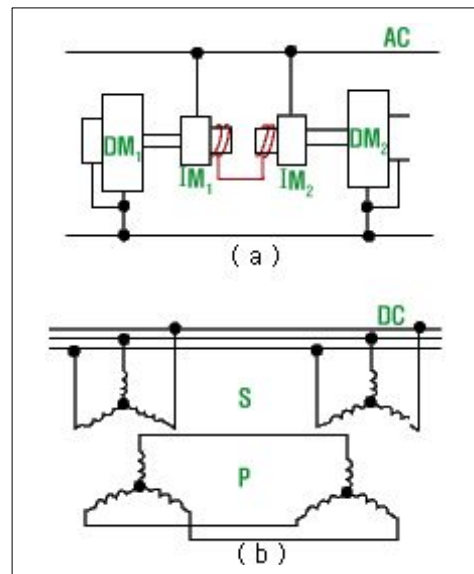 AC
DM₁ IM₁ IM₂ DM₂
( a )
DC
S
P
( b )